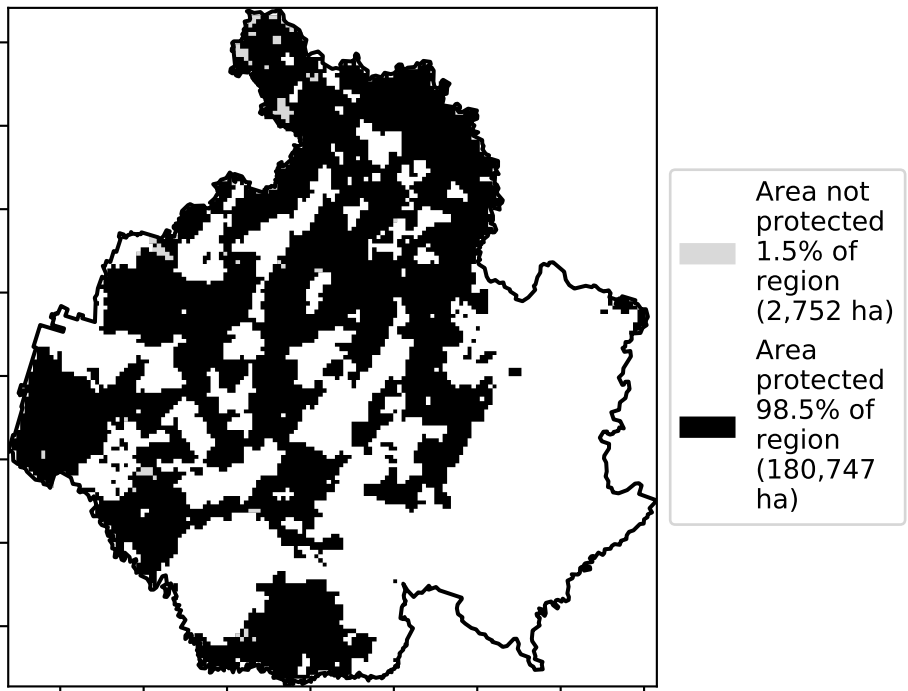 Area not
protected
1.5% of
region
(2,752 ha)
Area
protected
98.5% of
region
(180,747
ha)